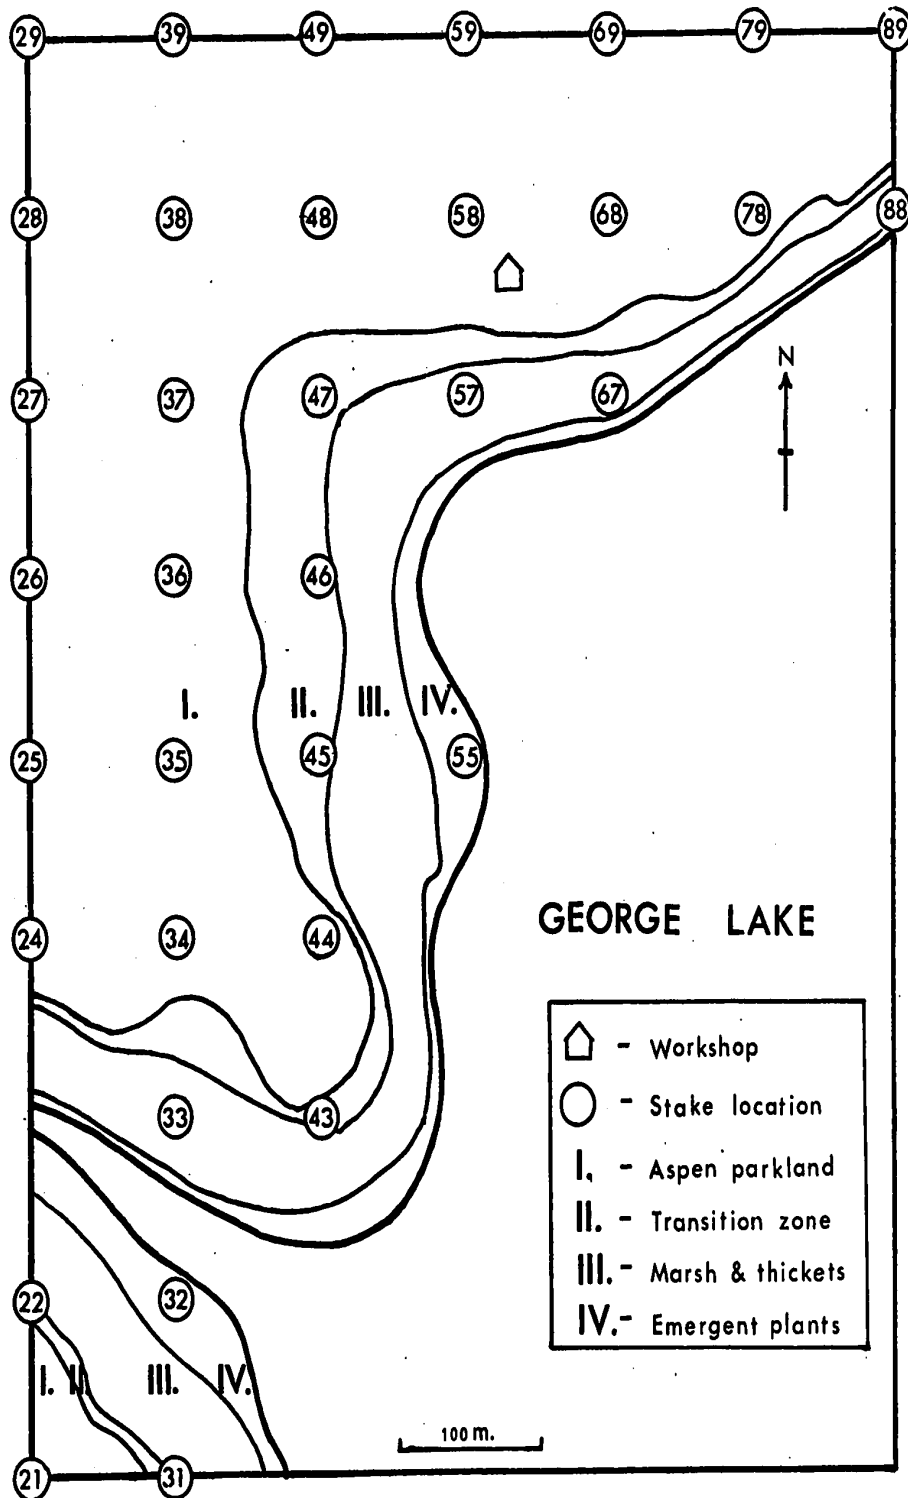 29 39 49 59 69 79 89
28 38 48 58 68 78 88
N
27 37 47 57 67
26 36 46
I. II. III. IV.
25 35 45 55
GEORGE LAKE
24 34 44
- Workshop
- Stake location
33 43
I. - Aspen parkland
II. - Transition zone
III. - Marsh & thickets
22 32
IV. - Emergent plants
I. II. III. IV.
100 m.
21 31